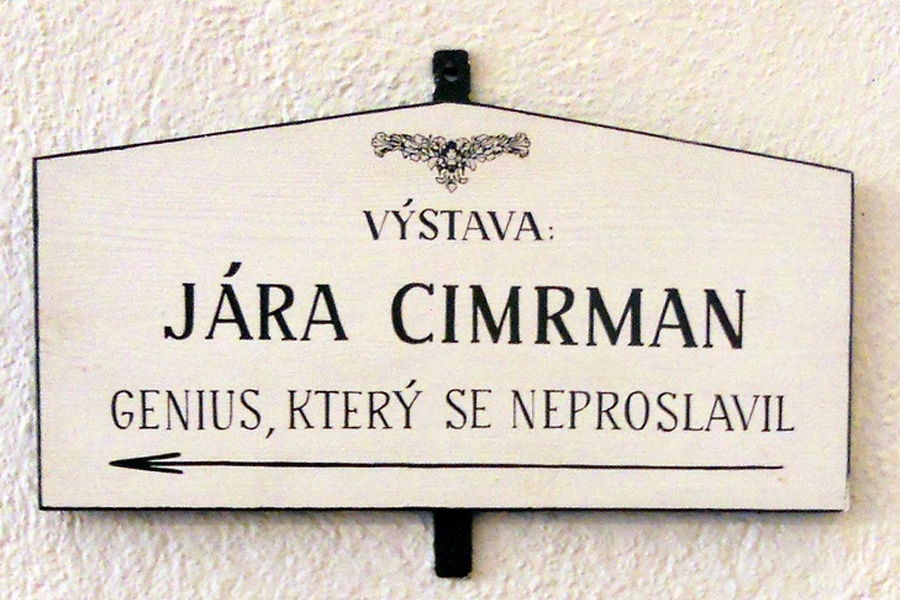 VÝSTAVA:
JÁRA CIMRMAN
GENIUS, KTERÝ SE NEPROSLAVIL